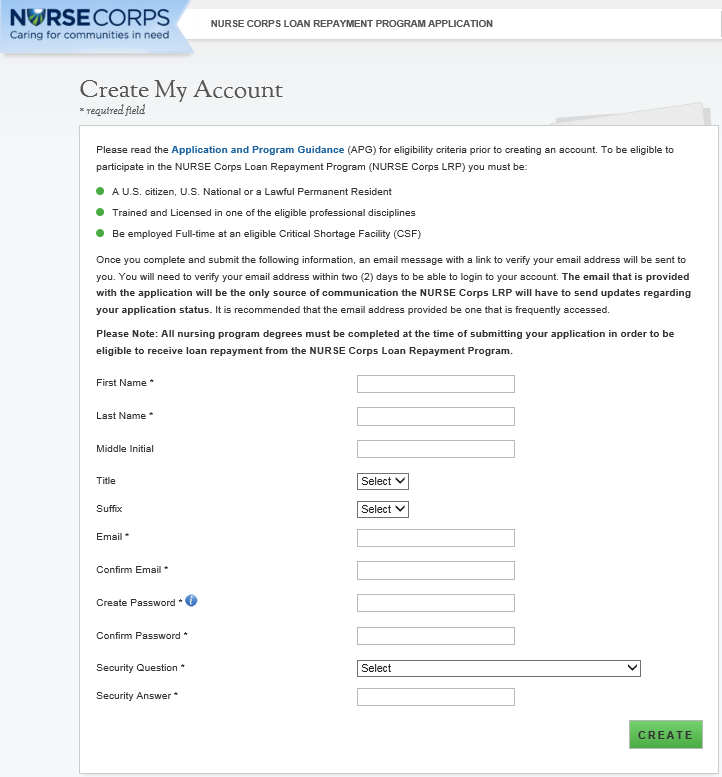 NURSE CORPS
Caring for communities in need
NURSE CORPS LOAN REPAYMENT PROGRAM APPLICATION
Create My Account
* required field
Please read the Application and Program Guidance (APG) for eligibility criteria prior to creating an account. To be eligible to
participate in the NURSE Corps Loan Repayment Program (NURSE Corps LRP) you must be:
A U.S. citizen, U.S. National or a Lawful Permanent Resident
Trained and Licensed in one of the eligible professional disciplines
Be employed Full-time at an eligible Critical Shortage Facility (CSF)
Once you complete and submit the following information, an email message with a link to verify your email address will be sent to
you. You will need to verify your email address within two (2) days to be able to login to your account. The email that is provided
with the application will be the only source of communication the NURSE Corps LRP will have to send updates regarding
your application status. It is recommended that the email address provided be one that is frequently accessed.
Please Note: All nursing program degrees must be completed at the time of submitting your application in order to be
eligible to receive loan repayment from the NURSE Corps Loan Repayment Program.
First Name *
Last Name *
Middle Initial
Title Select
Suffix Select
Email *
Confirm Email *
Create Password * i
Confirm Password *
Security Question * Select
Security Answer *
CREATE